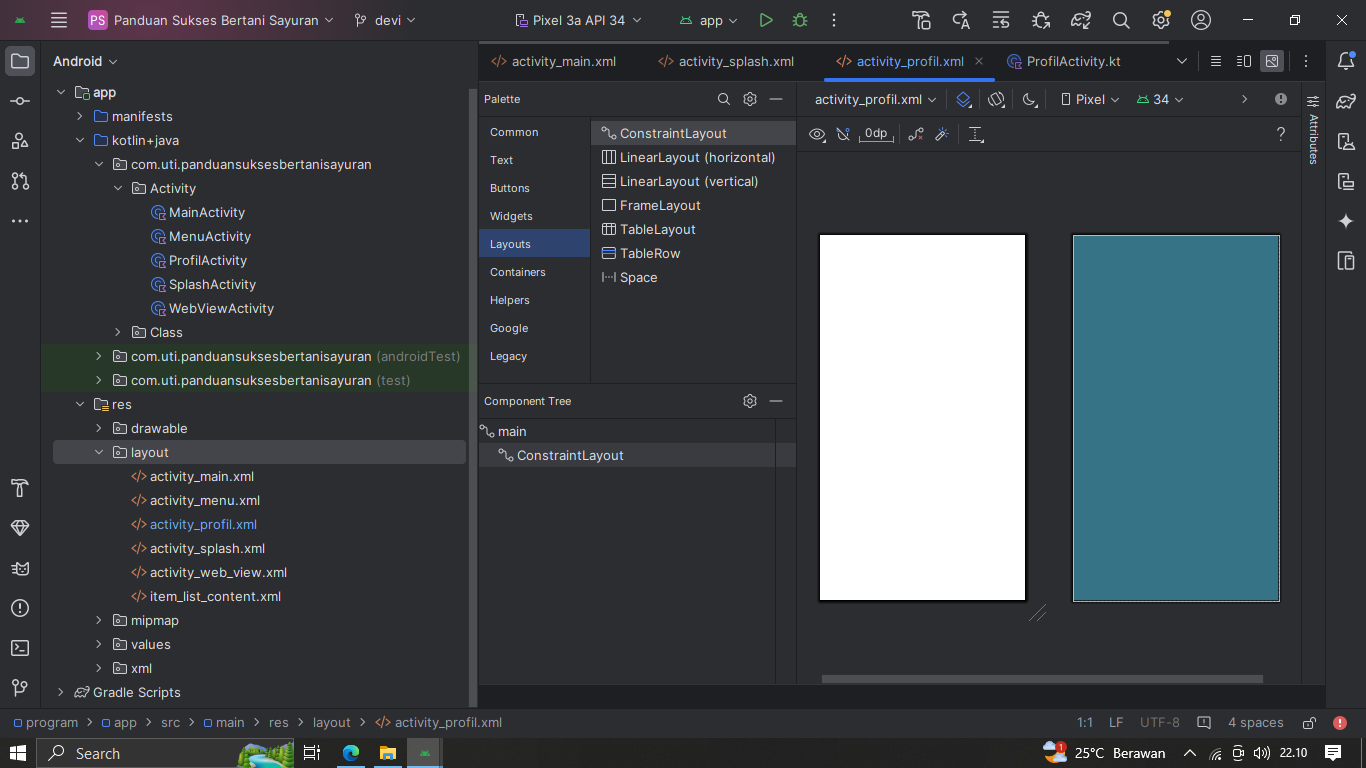 PS Panduan Sukses Bertani Sayuran devi Pixel 3a API 34 app
Android
app
manifests
kotlin+java
com.uti.panduansuksesbertanisayuran
Activity
MainActivity
MenuActivity
ProfilActivity
SplashActivity
WebViewActivity
Class
com.uti.panduansuksesbertanisayuran (androidTest)
com.uti.panduansuksesbertanisayuran (test)
res
drawable
layout
activity_main.xml
activity_menu.xml
activity_profil.xml
activity_splash.xml
activity_web_view.xml
item_list_content.xml
mipmap
values
xml
Gradle Scripts
activity_main.xml activity_splash.xml activity_profil.xml ProfilActivity.kt
Palette
Common
Text
Buttons
Widgets
Layouts
Containers
Helpers
Google
Legacy
ConstraintLayout
LinearLayout (horizontal)
LinearLayout (vertical)
FrameLayout
TableLayout
TableRow
Space
Component Tree
main
ConstraintLayout
activity_profil.xml Pixel 34
0dp ?
Attributes
program app src main res layout activity_profil.xml 1:1 LF UTF-8 4 spaces
Search 1 25°C Berawan 22.10